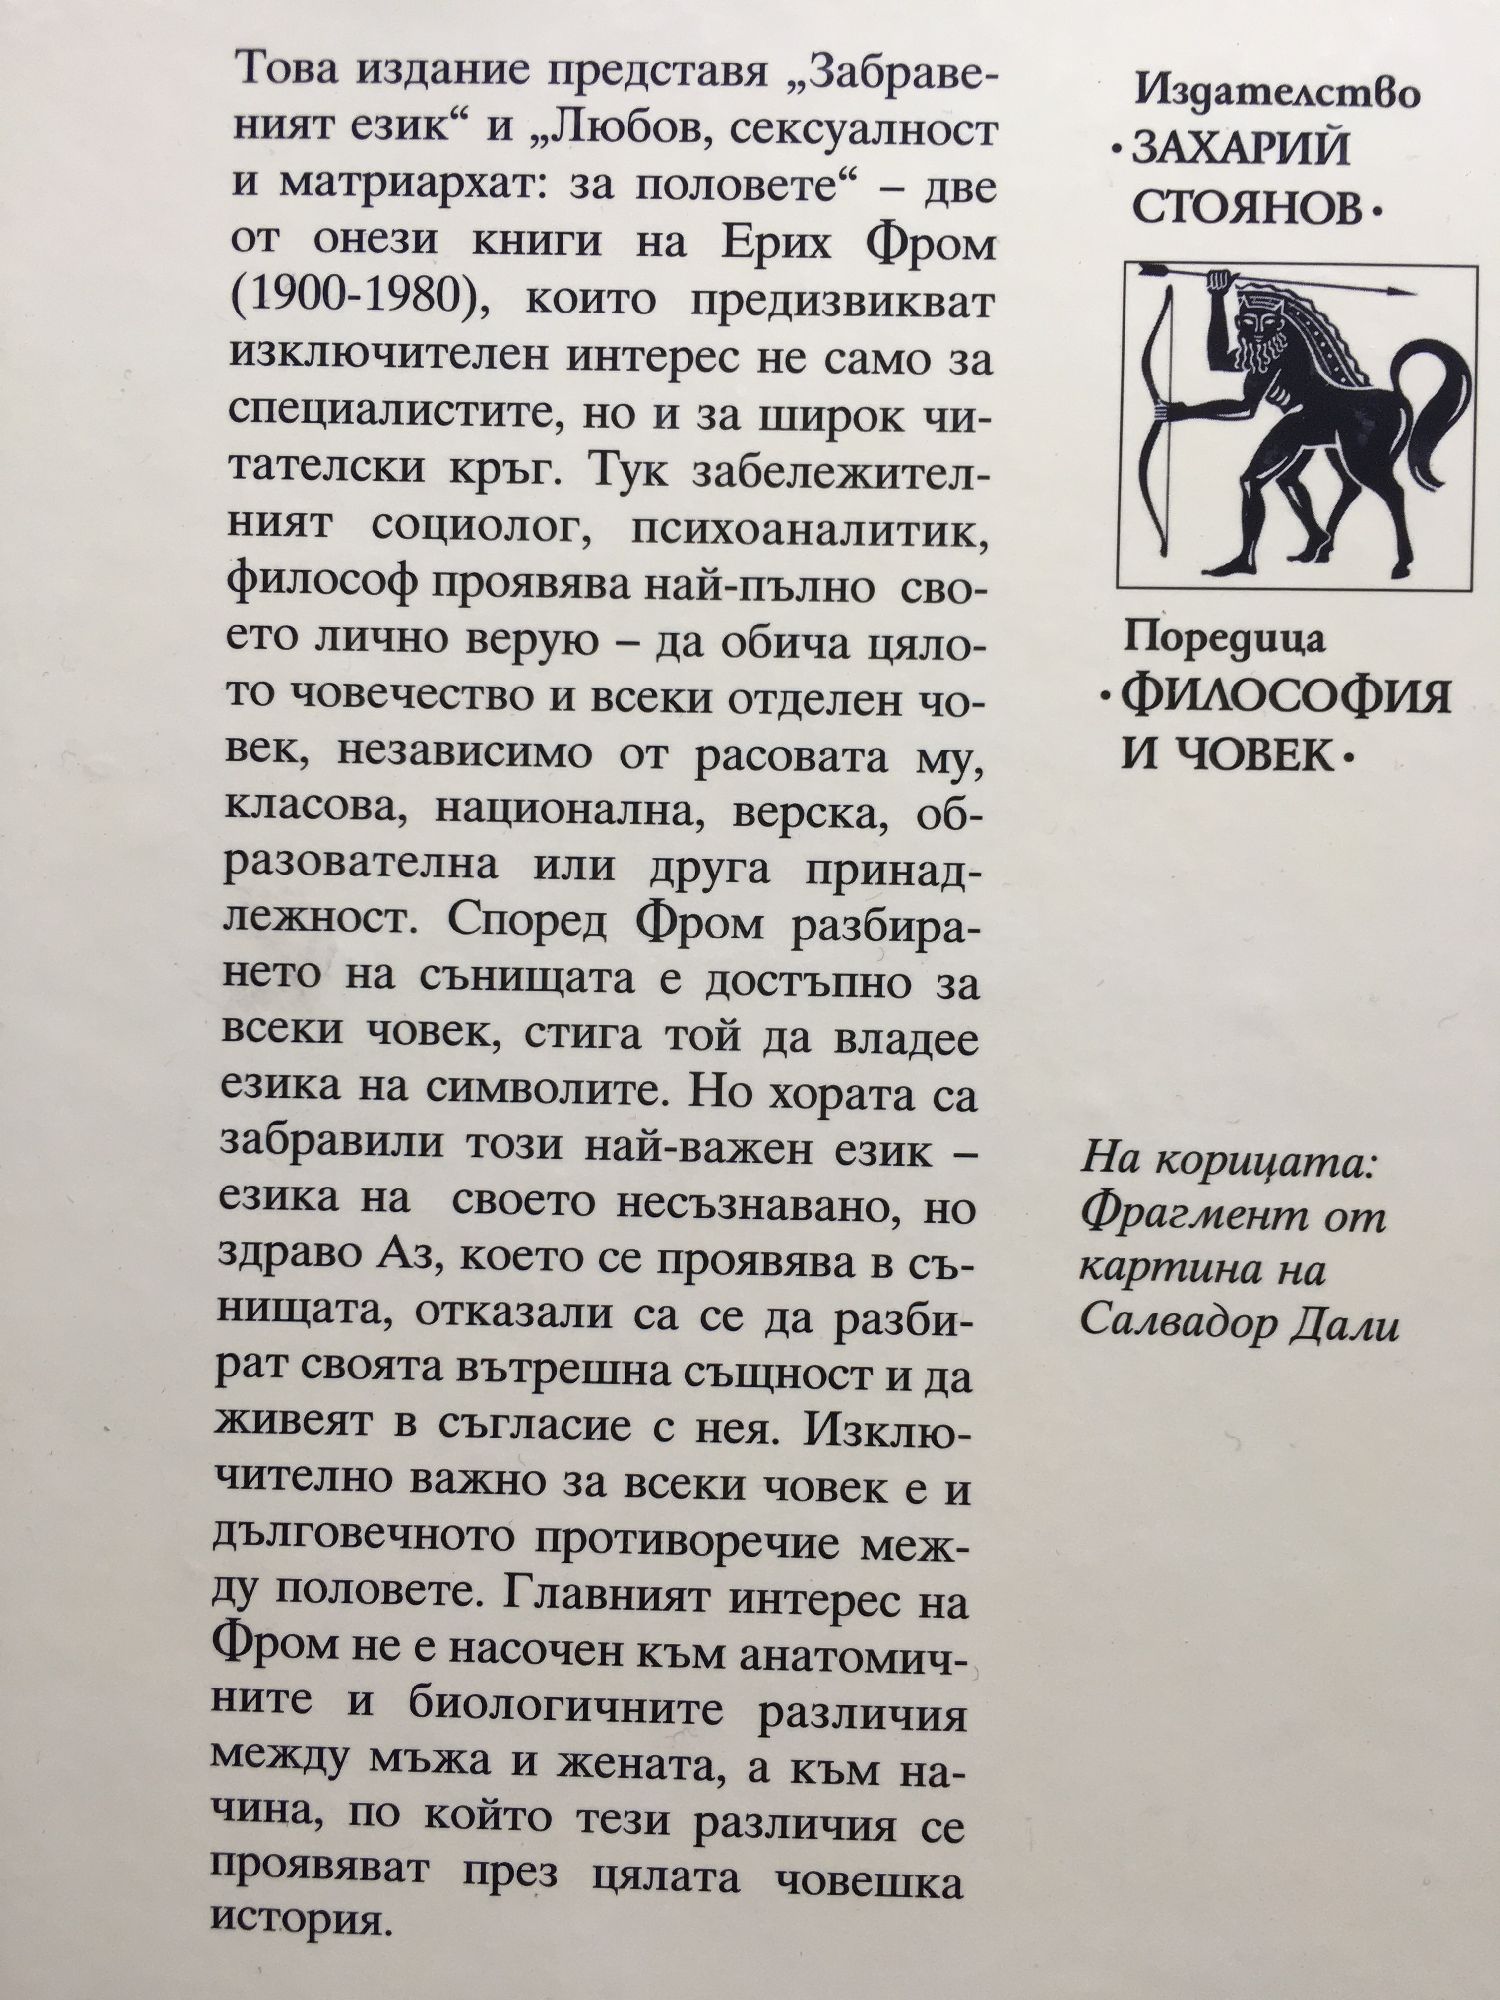 Това издание представя „Забраве-
ният език“ и „Любов, сексуалност
и матриархат: за половете“ – две
от онези книги на Ерих Фром
(1900-1980), които предизвикват
изключителен интерес не само за
специалистите, но и за широк чи-
тателски кръг. Тук забележител-
ният социолог, психоаналитик,
философ проявява най-пълно сво-
ето лично верую – да обича цяло-
то човечество и всеки отделен чо-
век, независимо от расовата му,
класова, национална, верска, об-
разователна или друга принад-
лежност. Според Фром разбира-
нето на сънищата е достъпно за
всеки човек, стига той да владее
езика на символите. Но хората са
забравили този най-важен език –
езика на своето несъзнавано, но
здраво Аз, което се проявява в съ-
нищата, отказали са се да разби-
рат своята вътрешна същност и да
живеят в съгласие с нея. Изклю-
чително важно за всеки човек е и
дълговечното противоречие меж-
ду половете. Главният интерес на
Фром не е насочен към анатомич-
ните и биологичните различия
между мъжа и жената, а към на-
чина, по който тези различия се
проявяват през цялата човешка
история.
Издателство
·ЗАХАРИЙ
СТОЯНОВ·
Поредица
·ФИЛОСОФИЯ
И ЧОВЕК·
На корицата:
Фрагмент от
картина на
Салвадор Дали